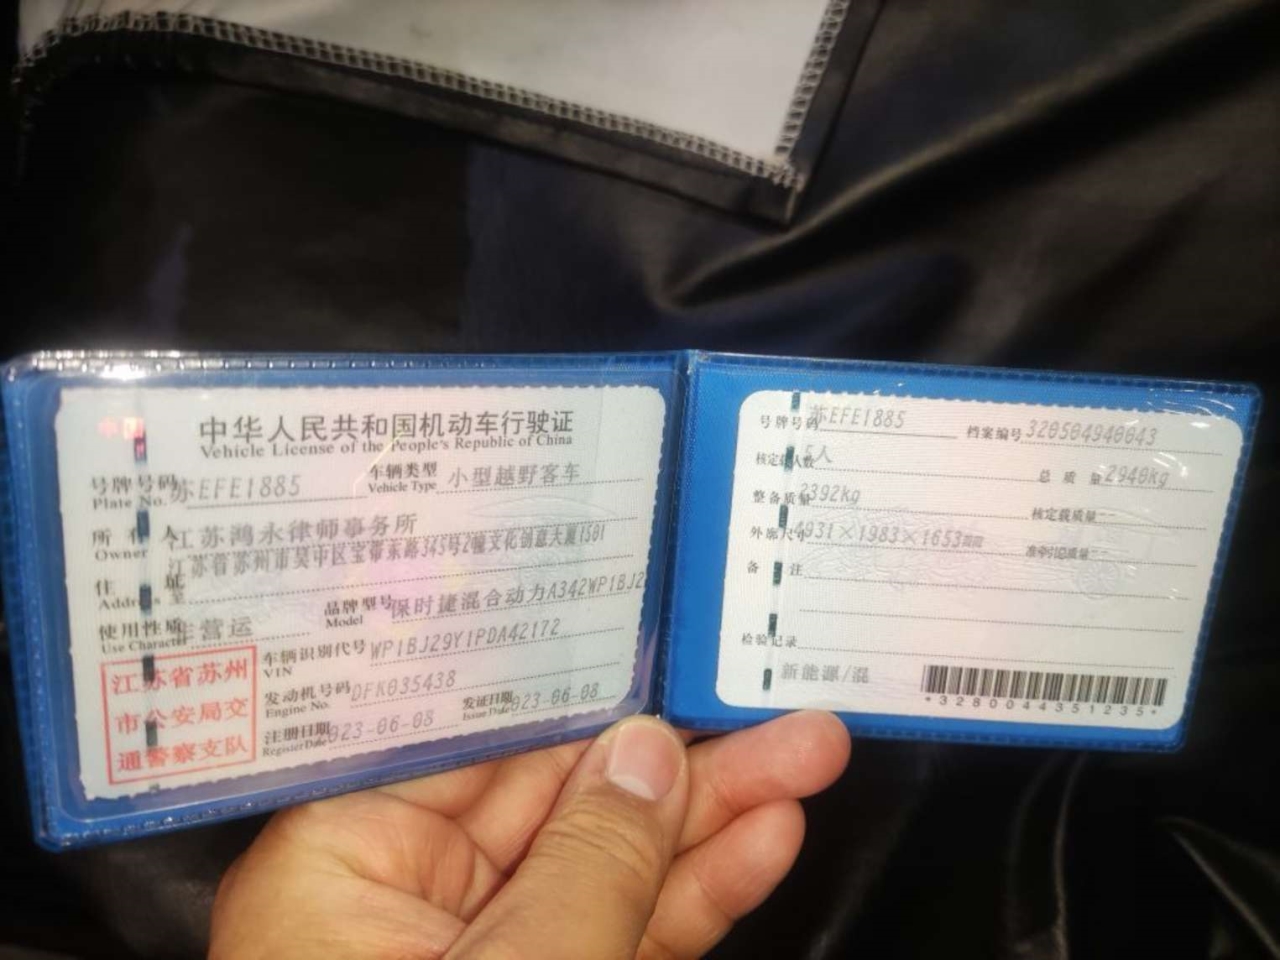 中国
中华人民共和国机动车行驶证
Vehicle License of the People's Republic of China
号牌号码 苏EFE1885 车辆类型 小型越野客车
Plate No. Vehicle Type
所有人 江苏鸿永律师事务所
Owner
住址 江苏省苏州市吴中区宝带东路345号2幢文化创意大厦1501
Address 室
使用性质 非营运 品牌型号 保时捷混合动力A342WP1BJ2
Use Character Model
车辆识别代号 WP1BJ29Y1PDA42172
VIN
发动机号码 DFK035438
Engine No.
注册日期 023-06-08 发证日期 023-06-08
Register Date Issue Date
江苏省苏州
市公安局交
通警察支队
号牌号码 苏EFE1885 档案编号 320504940043
核定载人数 5人 总质量 2940kg
整备质量 2392kg 核定载质量 --
外廓尺寸 4931×1983×1653mm 准牵引总质量 --
备注
检验记录
新能源/混
*3280044351235*